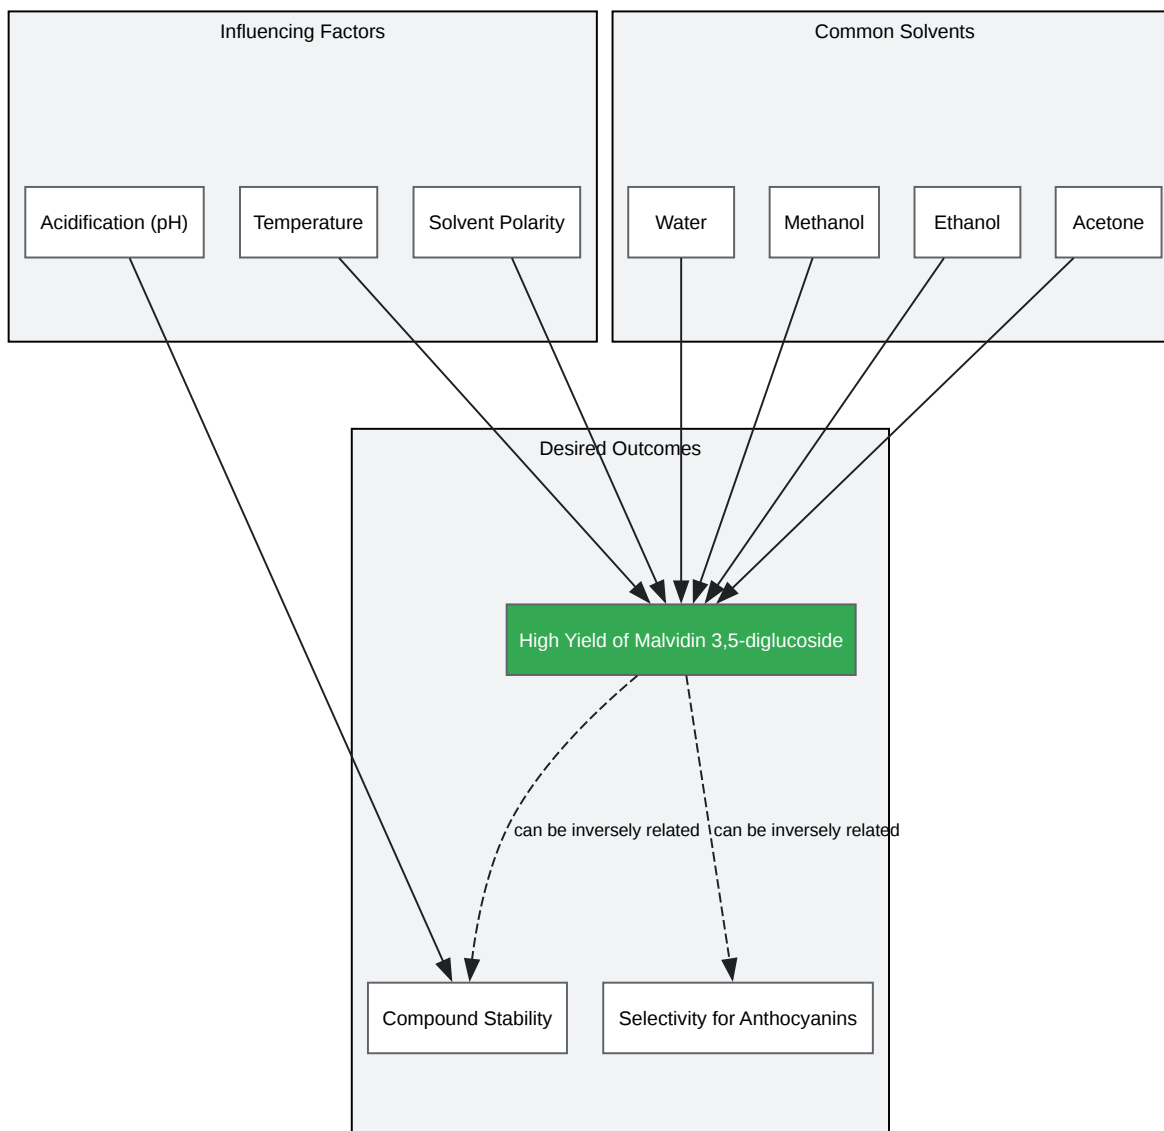 Influencing Factors
Common Solvents
Acidification (pH)
Temperature
Solvent Polarity
Water
Methanol
Ethanol
Acetone
Desired Outcomes
High Yield of Malvidin 3,5-diglucoside
can be inversely related
can be inversely related
Compound Stability
Selectivity for Anthocyanins